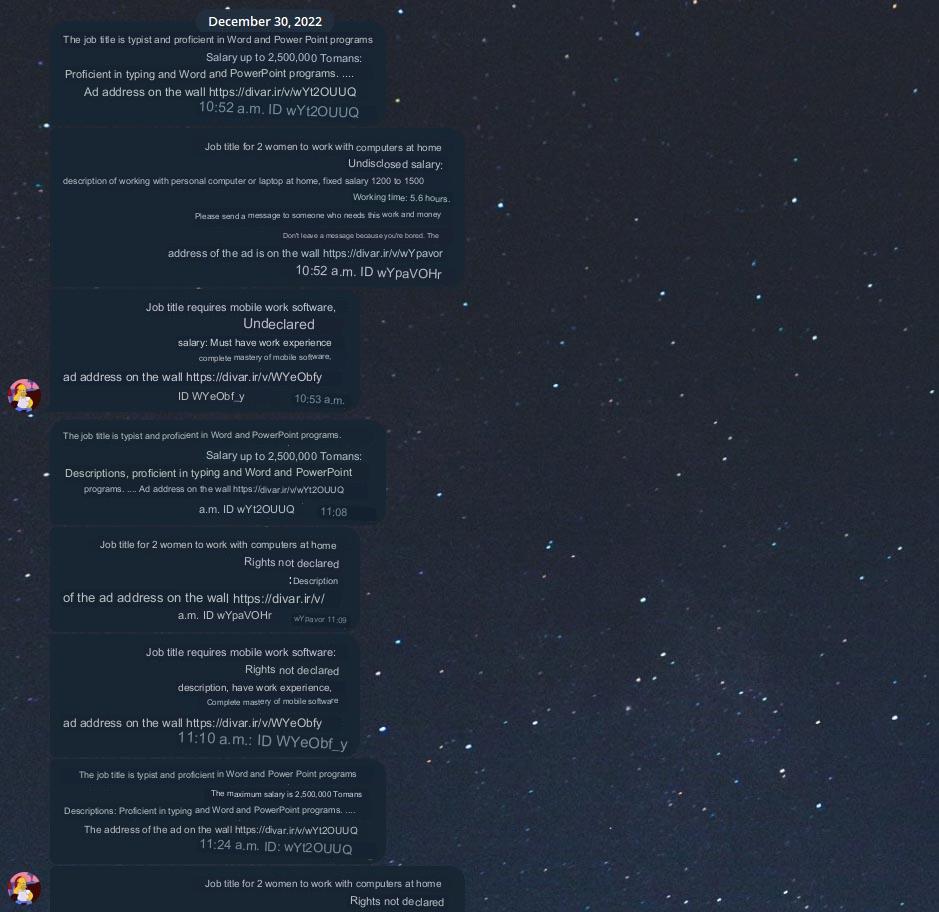 December 30, 2022
The job title is typist and proficient in Word and Power Point programs
Salary up to 2,500,000 Tomans:
Proficient in typing and Word and PowerPoint programs. ....
Ad address on the wall https://divar.ir/v/wYt2OUUQ
10:52 a.m. ID wYt2OUUQ
Job title for 2 women to work with computers at home
Undisclosed salary:
description of working with personal computer or laptop at home, fixed salary 1200 to 1500
Working time: 5.6 hours.
Please send a message to someone who needs this work and money
Don't leave a message because you're bored. The
address of the ad is on the wall https://divar.ir/v/wYpavor
10:52 a.m. ID wYpaVOHr
Job title requires mobile work software,
Undeclared
salary: Must have work experience
complete mastery of mobile software,
ad address on the wall https://divar.ir/v/WYeObfy
ID WYeObf_y 10:53 a.m.
The job title is typist and proficient in Word and PowerPoint programs.
Salary up to 2,500,000 Tomans:
Descriptions, proficient in typing and Word and PowerPoint
programs. .... Ad address on the wall https://divar.ir/v/wYt2OUUQ
a.m. ID wYt2OUUQ 11:08
Job title for 2 women to work with computers at home
Rights not declared
:Description
of the ad address on the wall https://divar.ir/v/
a.m. ID wYpaVOHr wYPavor 11:09
Job title requires mobile work software:
Rights not declared
description, have work experience,
Complete mastery of mobile software
ad address on the wall https://divar.ir/v/WYeObfy
11:10 a.m.: ID WYeObf_y
The job title is typist and proficient in Word and Power Point programs
The maximum salary is 2,500,000 Tomans
Descriptions: Proficient in typing and Word and PowerPoint programs. ....
The address of the ad on the wall https://divar.ir/v/wYt2OUUQ
11:24 a.m. ID: wYt2OUUQ
Job title for 2 women to work with computers at home
Rights not declared